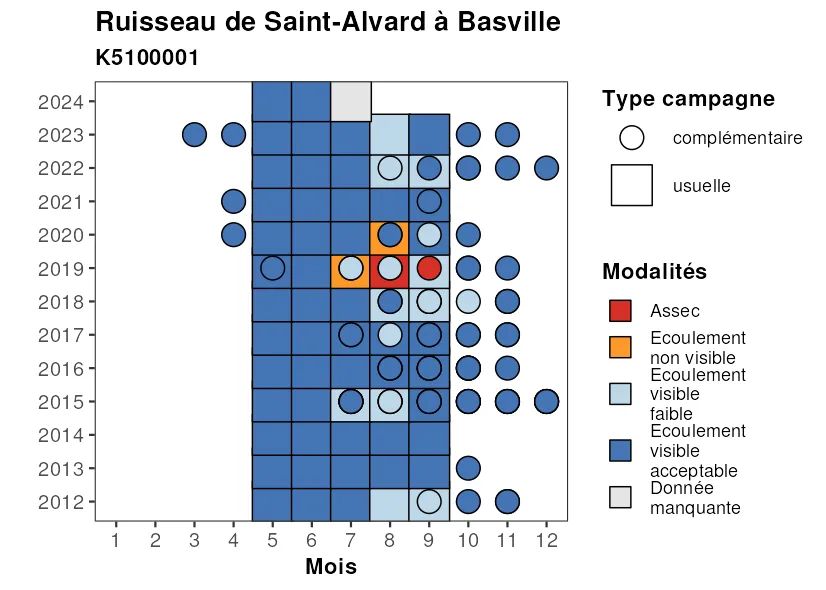 Ruisseau de Saint-Alvard à Basville
K5100001
2024
2023
2022
2021
2020
2019
2018
2017
2016
2015
2014
2013
2012
1 2 3 4 5 6 7 8 9 10 11 12
Mois
Type campagne
complémentaire
usuelle
Modalités
Assec
Ecoulement
non visible
Ecoulement
visible
faible
Ecoulement
visible
acceptable
Donnée
manquante